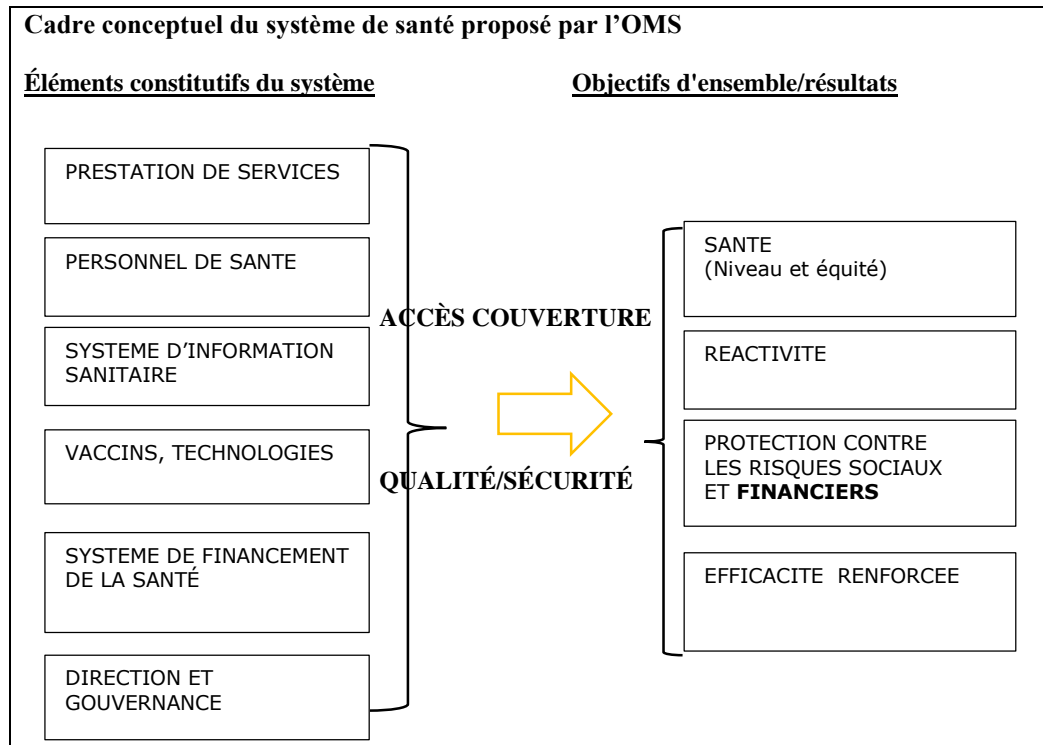 Cadre conceptuel du système de santé proposé par l’OMS
Éléments constitutifs du système
Objectifs d'ensemble/résultats
PRESTATION DE SERVICES
PERSONNEL DE SANTE
SYSTEME D’INFORMATION
SANITAIRE
VACCINS, TECHNOLOGIES
SYSTEME DE FINANCEMENT
DE LA SANTÉ
DIRECTION ET
GOUVERNANCE
ACCÈS COUVERTURE
QUALITÉ/SÉCURITÉ
SANTE
(Niveau et équité)
REACTIVITE
PROTECTION CONTRE
LES RISQUES SOCIAUX
ET FINANCIERS
EFFICACITE RENFORCEE